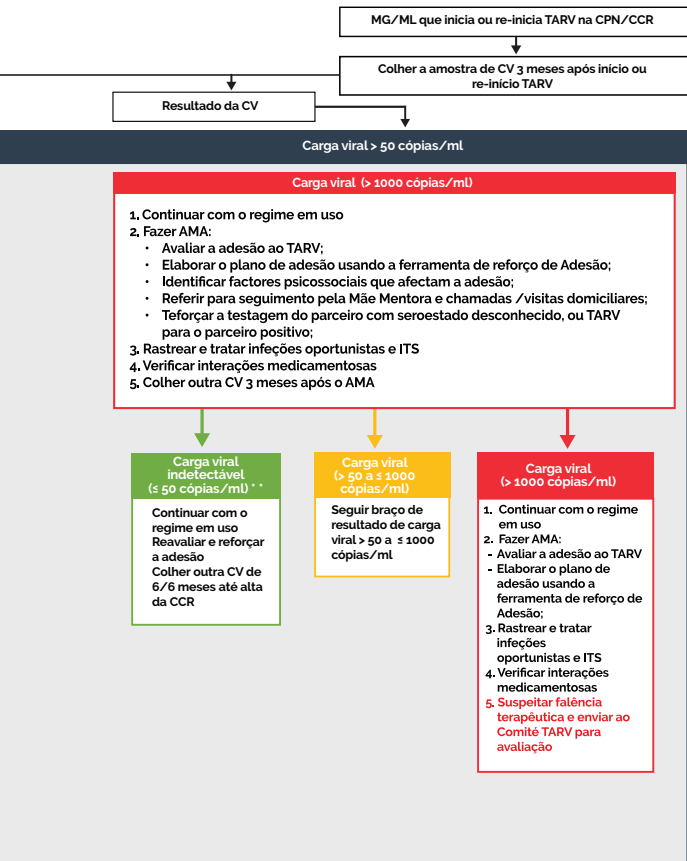 MG/ML que inicia ou re-inicia TARV na CPN/CCR
Colher a amostra de CV 3 meses após início ou
re-início TARV
Resultado da CV
Carga viral > 50 cópias/ml
Carga viral (> 1000 cópias/ml)
1. Continuar com o regime em uso
2. Fazer AMA:
• Avaliar a adesão ao TARV;
• Elaborar o plano de adesão usando a ferramenta de reforço de Adesão;
• Identificar factores psicossociais que afectam a adesão;
• Referir para seguimento pela Mãe Mentora e chamadas /visitas domiciliares;
• Teforçar a testagem do parceiro com seroestado desconhecido, ou TARV
para o parceiro positivo;
3. Rastrear e tratar infeções oportunistas e ITS
4. Verificar interações medicamentosas
5. Colher outra CV 3 meses após o AMA
Carga viral
indetectável
(≤ 50 cópias/ml) * *
Continuar com o
regime em uso
Reavaliar e reforçar
a adesão
Colher outra CV de
6/6 meses até alta
da CCR
Carga viral
(> 50 a ≤ 1000
cópias/ml)
Seguir braço de
resultado de carga
viral > 50 a ≤ 1000
cópias/ml
Carga viral
(> 1000 cópias/ml)
1. Continuar com o regime
em uso
2. Fazer AMA:
- Avaliar a adesão ao TARV
- Elaborar o plano de
adesão usando a
ferramenta de reforço de
Adesão;
3. Rastrear e tratar
infeções
oportunistas e ITS
4. Verificar interações
medicamentosas
5. Suspeitar falência
terapêutica e enviar ao
Comité TARV para
avaliação